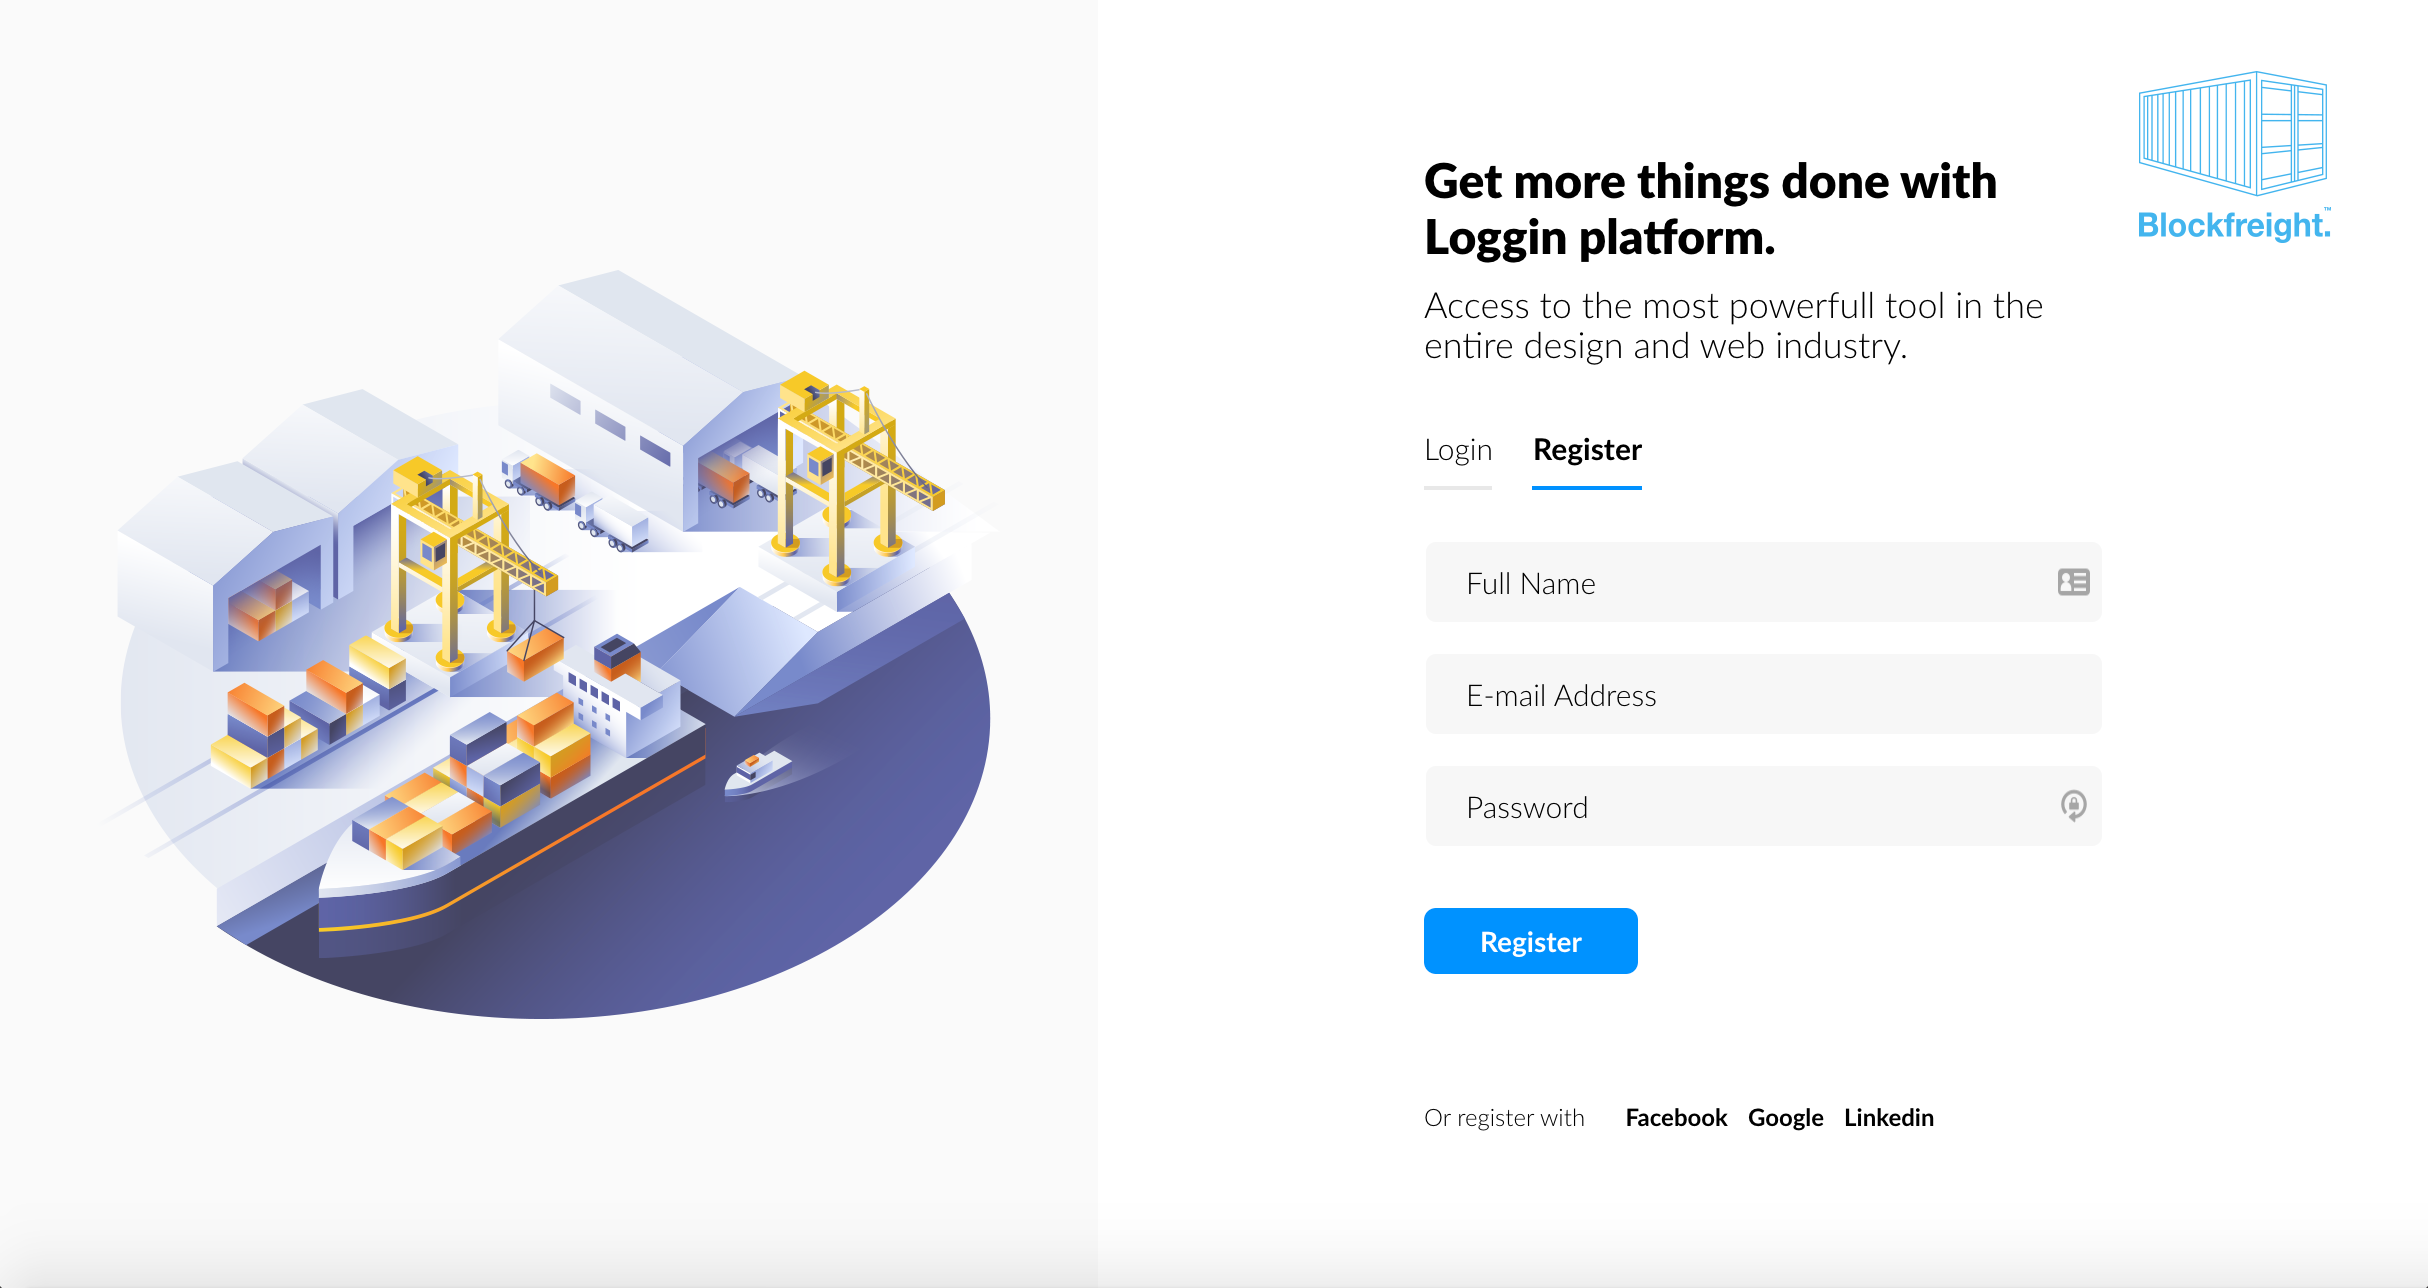 Blockfreight.™
Get more things done with
Loggin platform.
Access to the most powerfull tool in the
entire design and web industry.
Login Register
Full Name
E-mail Address
Password
Register
Or register with Facebook Google Linkedin